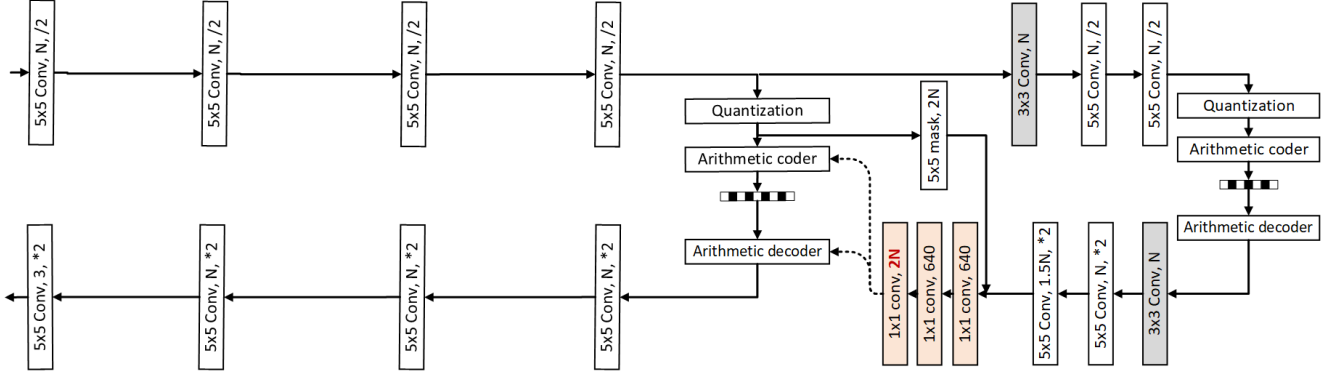 5x5 Conv, N, /2
5x5 Conv, N, /2
5x5 Conv, N, /2
5x5 Conv, N, /2
3x3 Conv, N
5x5 Conv, N, /2
5x5 Conv, N, /2
Quantization
Arithmetic coder
Arithmetic decoder
5x5 mask, 2N
Quantization
Arithmetic coder
Arithmetic decoder
5x5 Conv, 3, *2
5x5 Conv, N, *2
5x5 Conv, N, *2
5x5 Conv, N, *2
1x1 conv, 2N
1x1 conv, 640
1x1 conv, 640
5x5 Conv, 1.5N, *2
5x5 Conv, N, *2
3x3 Conv, N